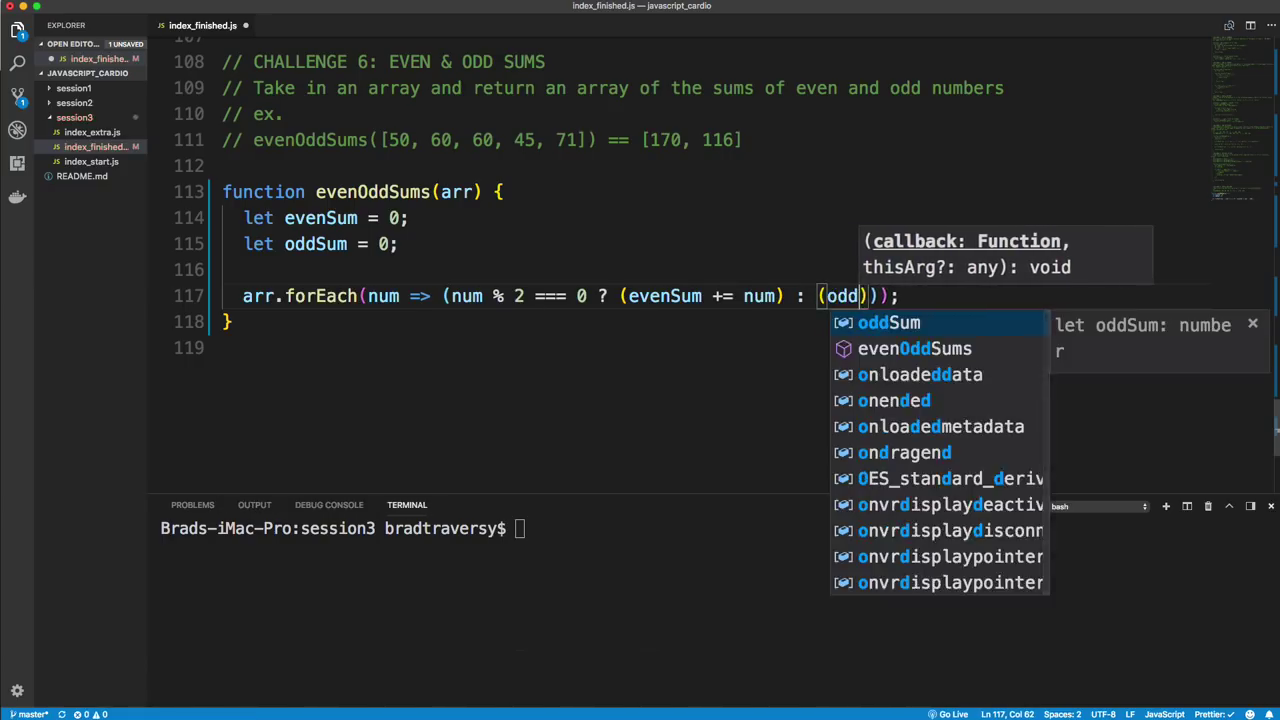 index_finished.js — javascript_cardio
EXPLORER
index_finished.js
OPEN EDITO... 1 UNSAVED
index_finishe... M
JAVASCRIPT_CARDIO
session1
session2
session3
index_extra.js
index_finished... M
index_start.js
README.md
108 // CHALLENGE 6: EVEN & ODD SUMS
109 // Take in an array and return an array of the sums of even and odd numbers
110 // ex.
111 // evenOddSums([50, 60, 60, 45, 71]) == [170, 116]
112
113 function evenOddSums(arr) {
114 let evenSum = 0;
115 let oddSum = 0;
116
117 arr.forEach(num => (num % 2 === 0 ? (evenSum += num) : (odd)));
118 }
119
(callback: Function,
thisArg?: any): void
oddSum
evenOddSums
onloadeddata
onended
onloadedmetadata
ondragend
OES_standard_deriv
onvrdisplaydeactiv
onvrdisplaydisconn
onvrdisplaypointer
onvrdisplaypointer
let oddSum: numbe
r
PROBLEMS OUTPUT DEBUG CONSOLE TERMINAL
bash
Brads-iMac-Pro:session3 bradtraversy$
master* 0 0
Go Live Ln 117, Col 62 Spaces: 2 UTF-8 LF JavaScript Prettier: ✓